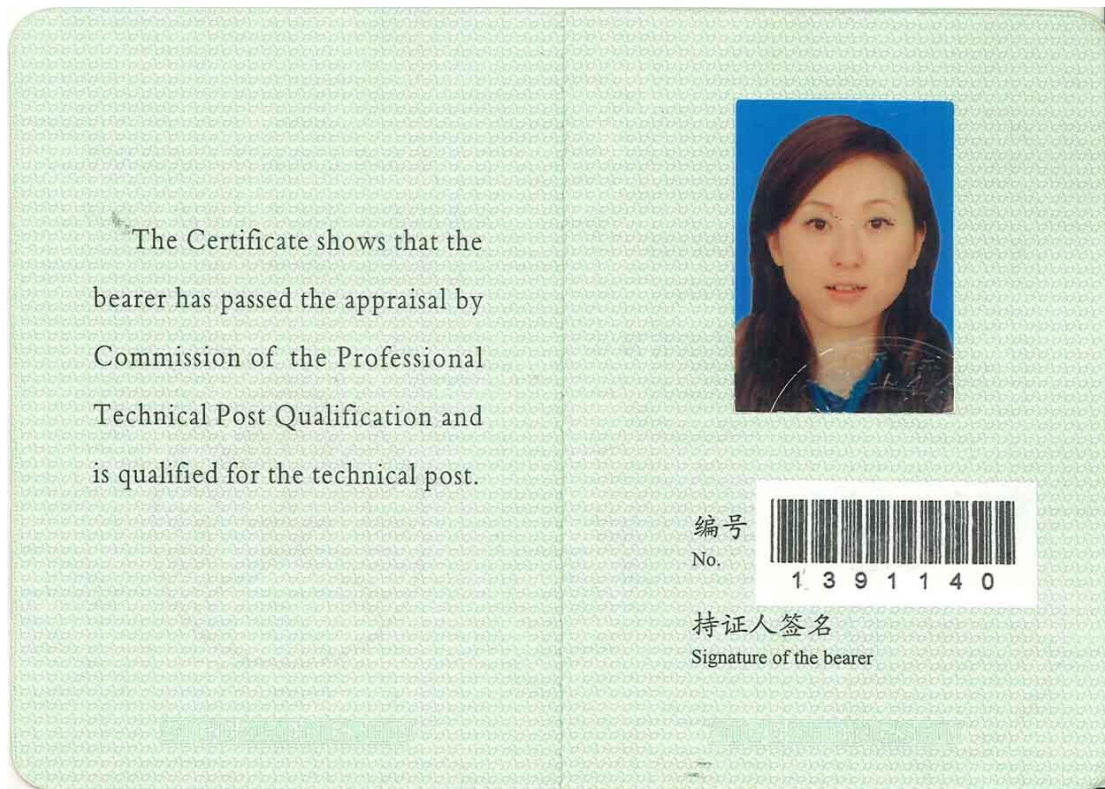 The Certificate shows that the
bearer has passed the appraisal by
Commission of the Professional
Technical Post Qualification and
is qualified for the technical post.
编号
No.
1391140
持证人签名
Signature of the bearer
ZIGEZHENGSHU
ZIGEZHENGSHU